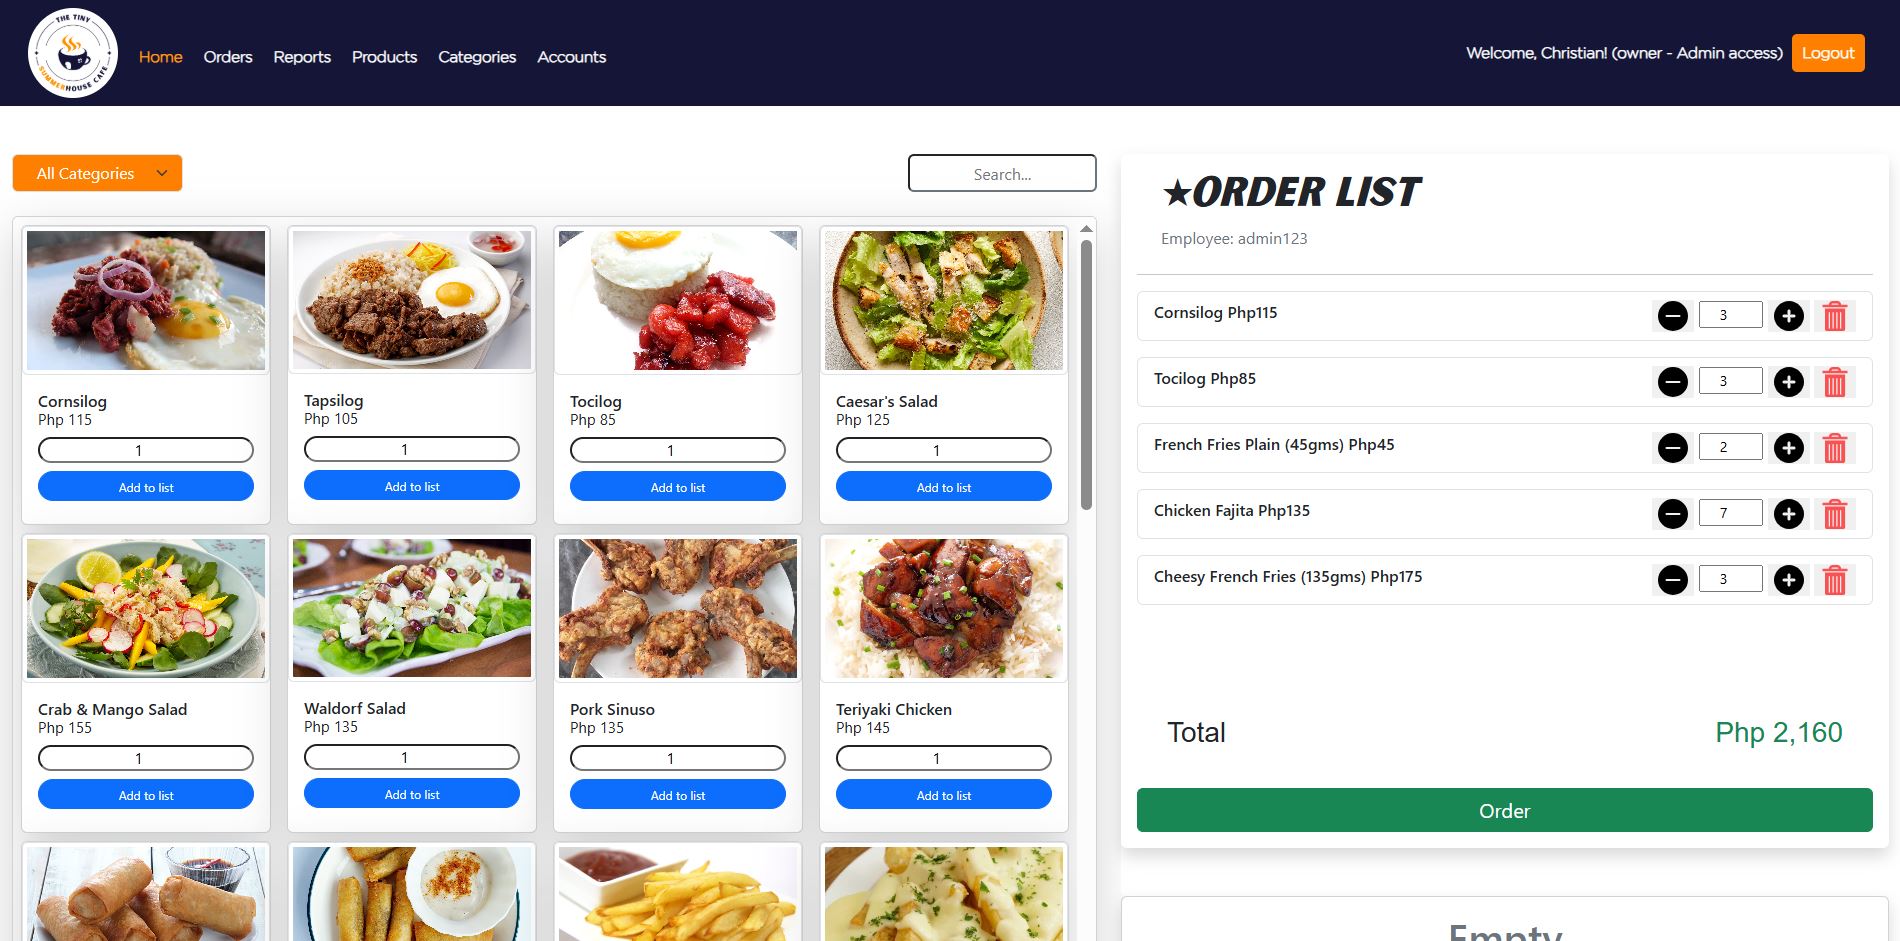 THE TINY
SUMMERHOUSE CAFE
Home Orders Reports Products Categories Accounts
Welcome, Christian! (owner - Admin access) Logout
All Categories
Search...
Cornsilog
Php 115
1
Add to list
Tapsilog
Php 105
1
Add to list
Tocilog
Php 85
1
Add to list
Caesar's Salad
Php 125
1
Add to list
Crab & Mango Salad
Php 155
1
Add to list
Waldorf Salad
Php 135
1
Add to list
Pork Sinuso
Php 135
1
Add to list
Teriyaki Chicken
Php 145
1
Add to list
★ORDER LIST
Employee: admin123
Cornsilog Php115 3
Tocilog Php85 3
French Fries Plain (45gms) Php45 2
Chicken Fajita Php135 7
Cheesy French Fries (135gms) Php175 3
Total Php 2,160
Order
Empty